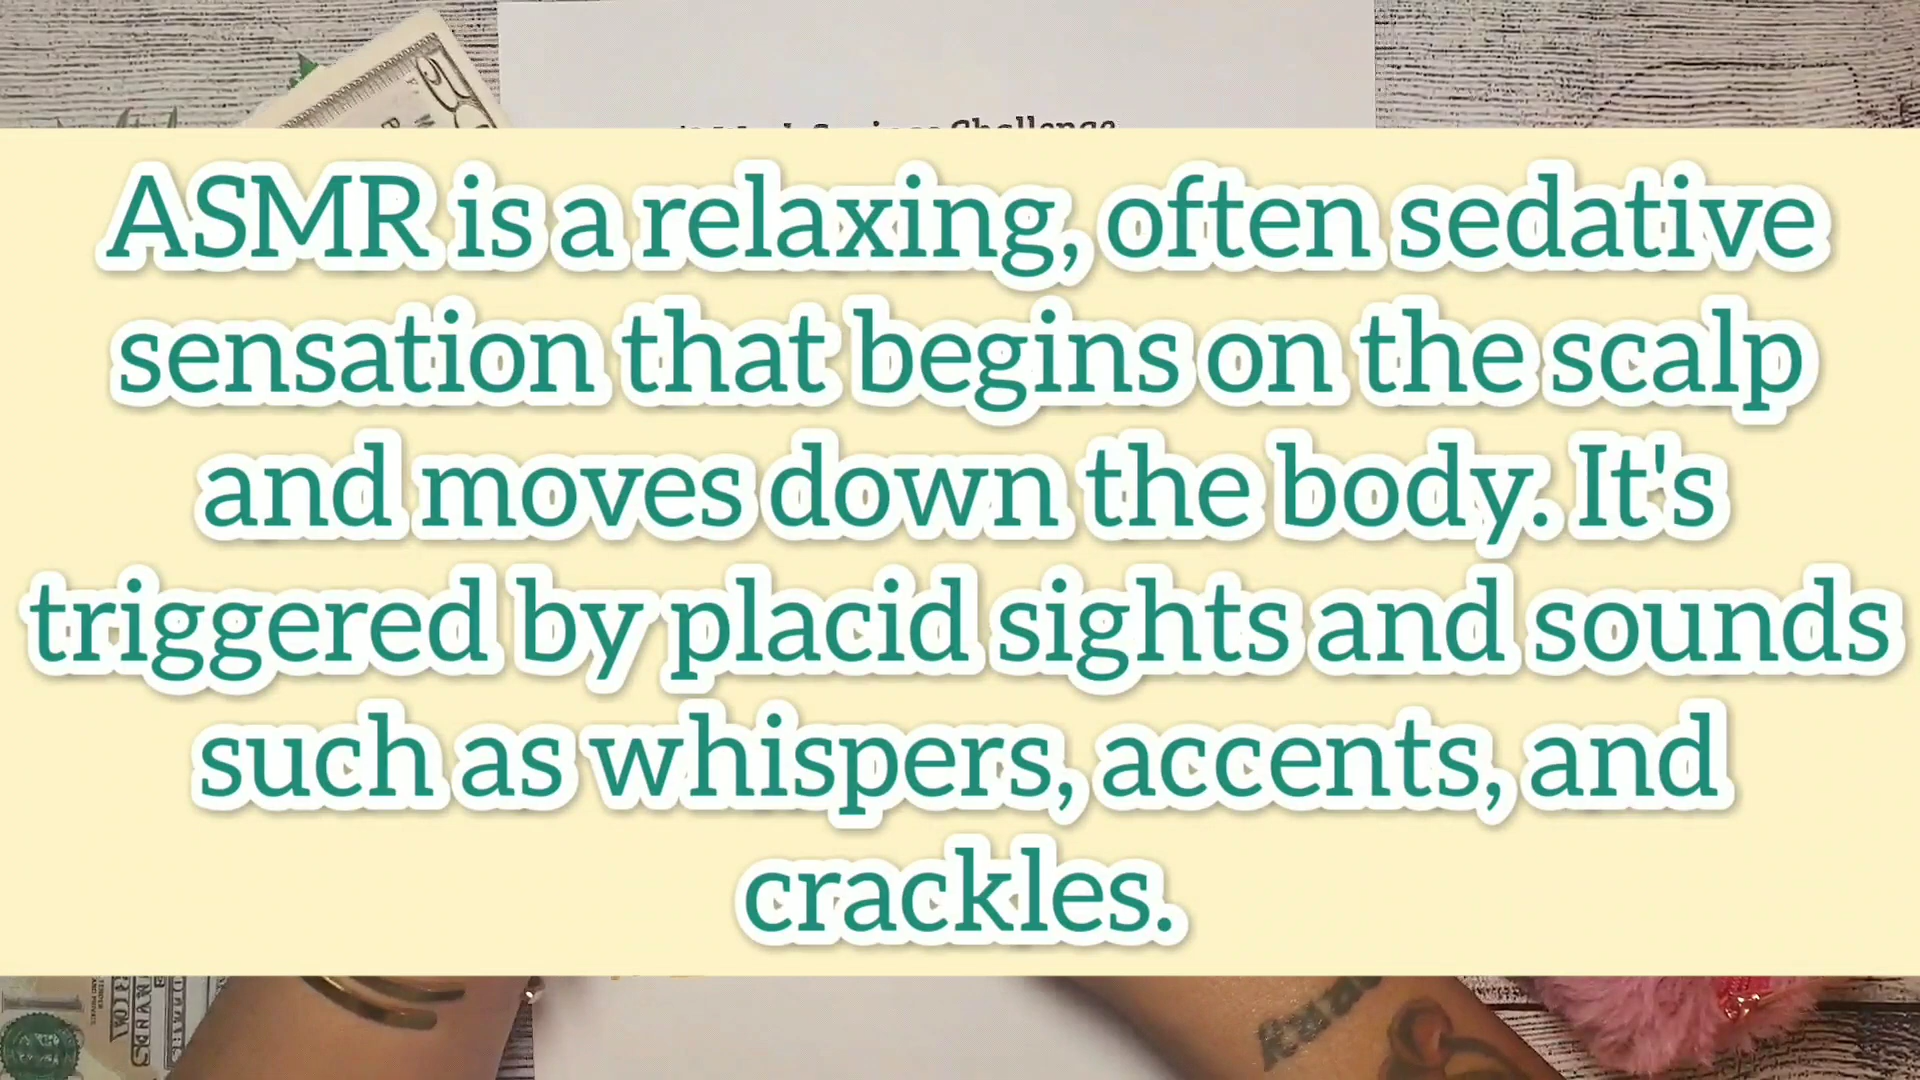 Challenge
ASMR is a relaxing, often sedative
sensation that begins on the scalp
and moves down the body. It's
triggered by placid sights and sounds
such as whispers, accents, and
crackles.